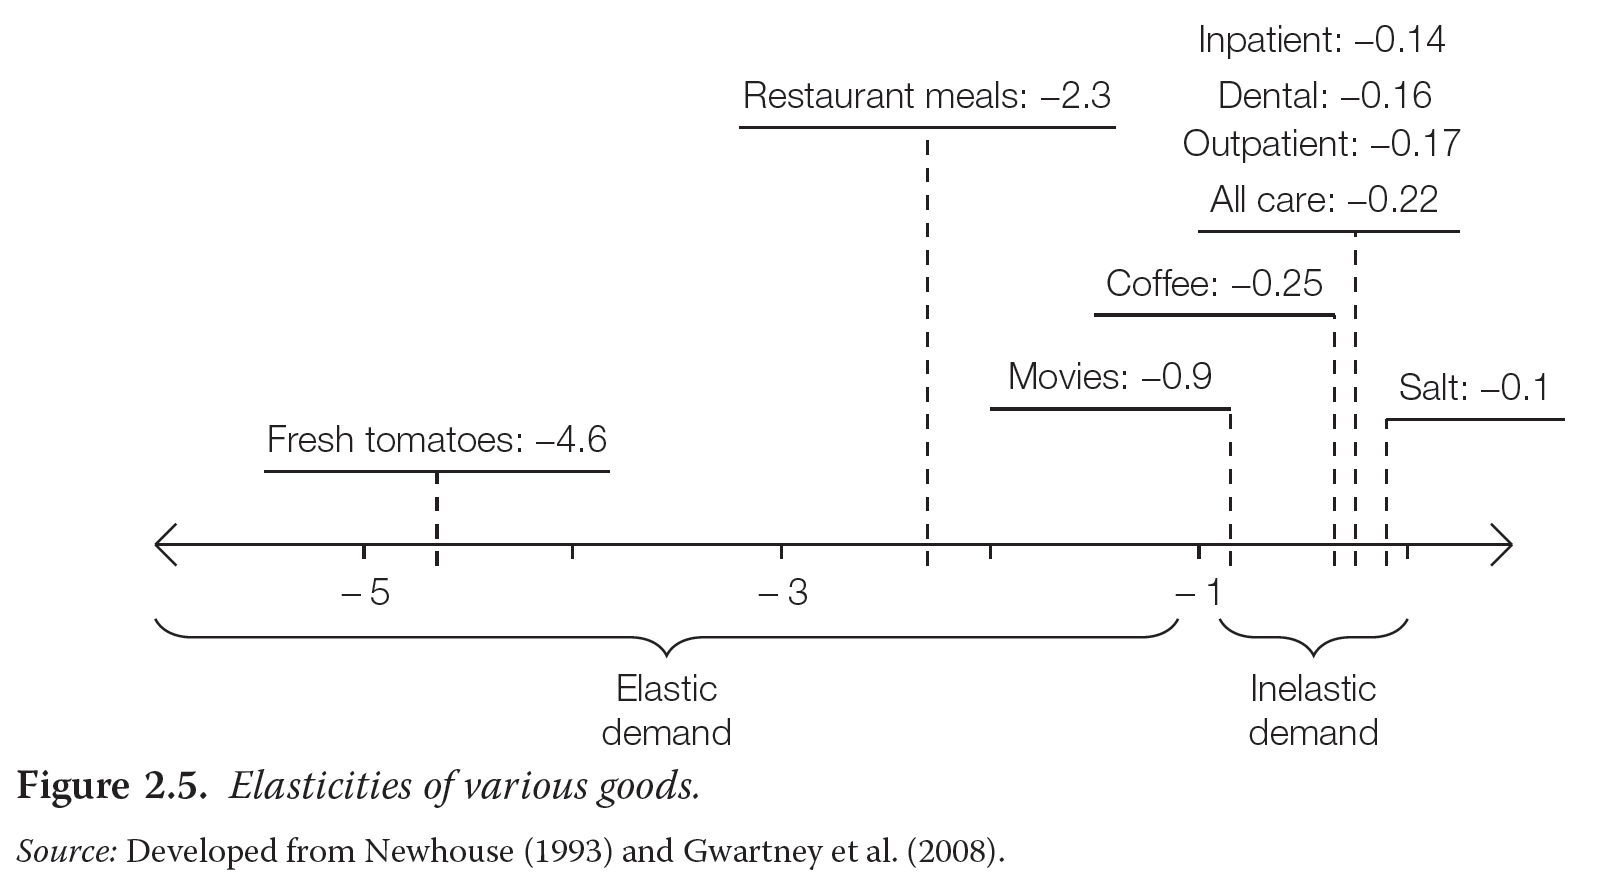 Inpatient: –0.14
Restaurant meals: –2.3
Dental: –0.16
Outpatient: –0.17
All care: –0.22
Coffee: –0.25
Movies: –0.9
Salt: –0.1
Fresh tomatoes: –4.6
– 5
– 3
– 1
Elastic
demand
Inelastic
demand
Figure 2.5. Elasticities of various goods.
Source: Developed from Newhouse (1993) and Gwartney et al. (2008).